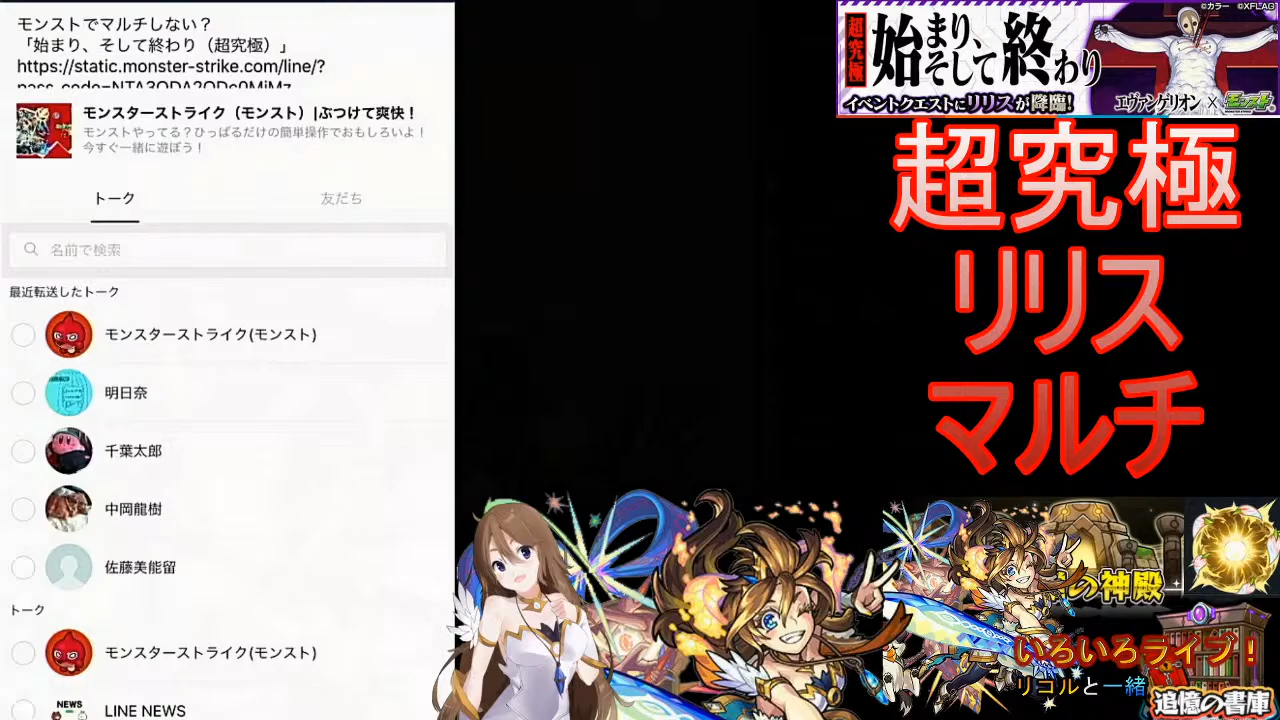 モンストでマルチしない？
「始まり、そして終わり（超究極）」
https://static.monster-strike.com/line/?
モンスターストライク（モンスト）|ぶつけて爽快！
モンストやってる？ひっぱるだけの簡単操作でおもしろいよ！
今すぐ一緒に遊ぼう！
トーク
友だち
名前で検索
最近転送したトーク
モンスターストライク(モンスト)
明日奈
千葉太郎
中岡龍樹
佐藤美能留
トーク
モンスターストライク(モンスト)
NEWS
LINE NEWS
©カラー ©XFLAG
超究極
始まり、そして終わり
イベントクエストにリリスが降臨!
エヴァンゲリオン×モンスト
超究極
リリス
マルチ
の神殿
いろいろライブ！
リコルと一緒
追憶の書庫